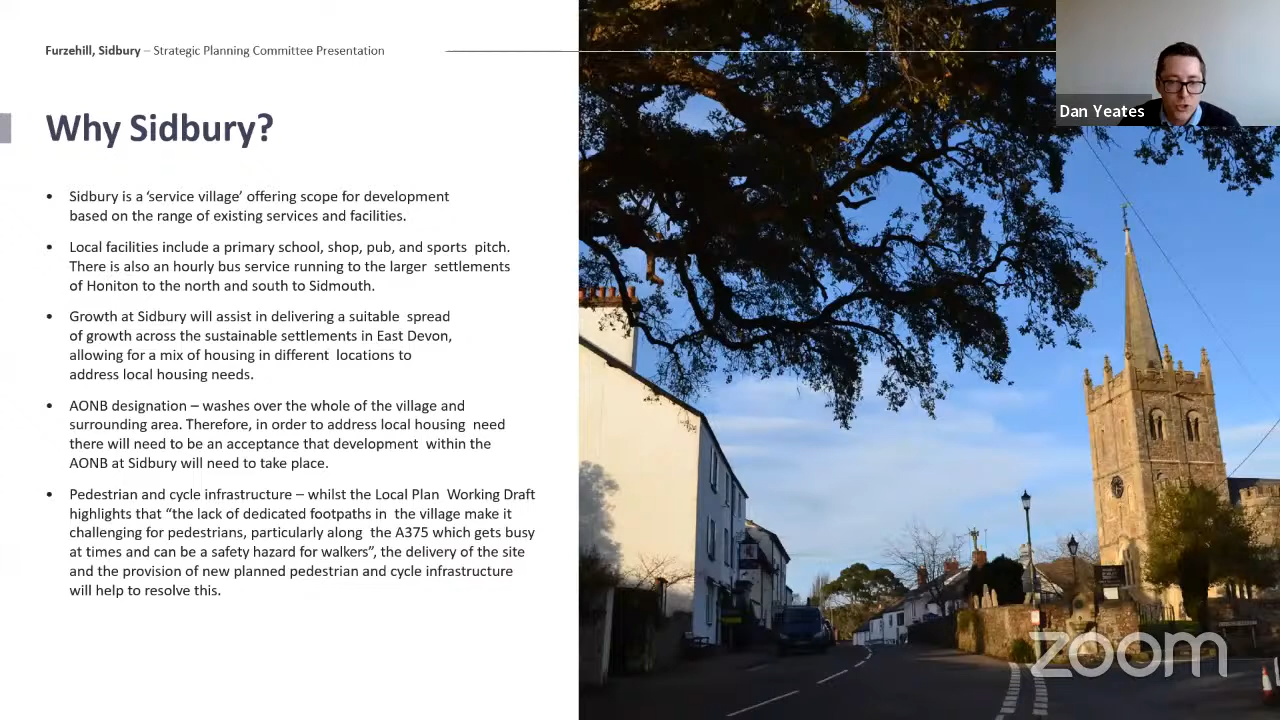 Furzehill, Sidbury – Strategic Planning Committee Presentation
Dan Yeates
Why Sidbury?
• Sidbury is a ‘service village’ offering scope for development
based on the range of existing services and facilities.
• Local facilities include a primary school, shop, pub, and sports pitch.
There is also an hourly bus service running to the larger settlements
of Honiton to the north and south to Sidmouth.
• Growth at Sidbury will assist in delivering a suitable spread
of growth across the sustainable settlements in East Devon,
allowing for a mix of housing in different locations to
address local housing needs.
• AONB designation – washes over the whole of the village and
surrounding area. Therefore, in order to address local housing need
there will need to be an acceptance that development within the
AONB at Sidbury will need to take place.
• Pedestrian and cycle infrastructure – whilst the Local Plan Working Draft
highlights that “the lack of dedicated footpaths in the village make it
challenging for pedestrians, particularly along the A375 which gets busy
at times and can be a safety hazard for walkers”, the delivery of the site
and the provision of new planned pedestrian and cycle infrastructure
will help to resolve this.
zoom